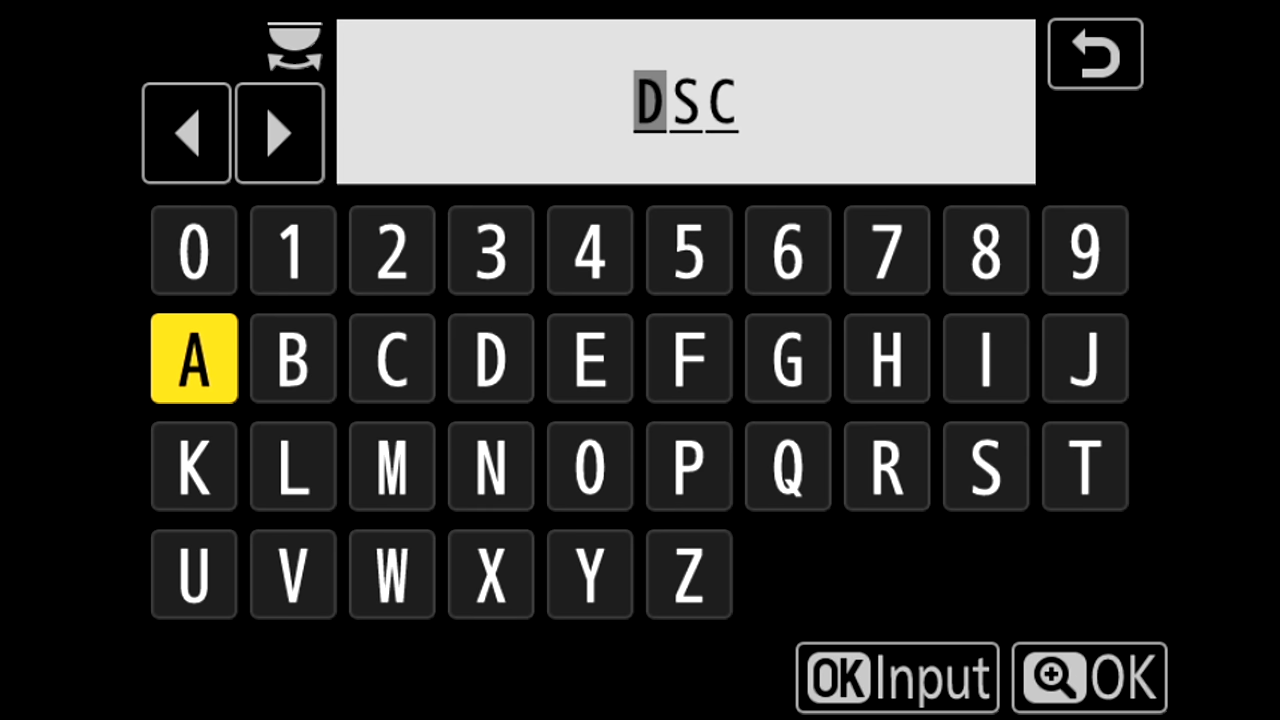 DSC
0 1 2 3 4 5 6 7 8 9
A B C D E F G H I J
K L M N O P Q R S T
U V W X Y Z
OK Input OK